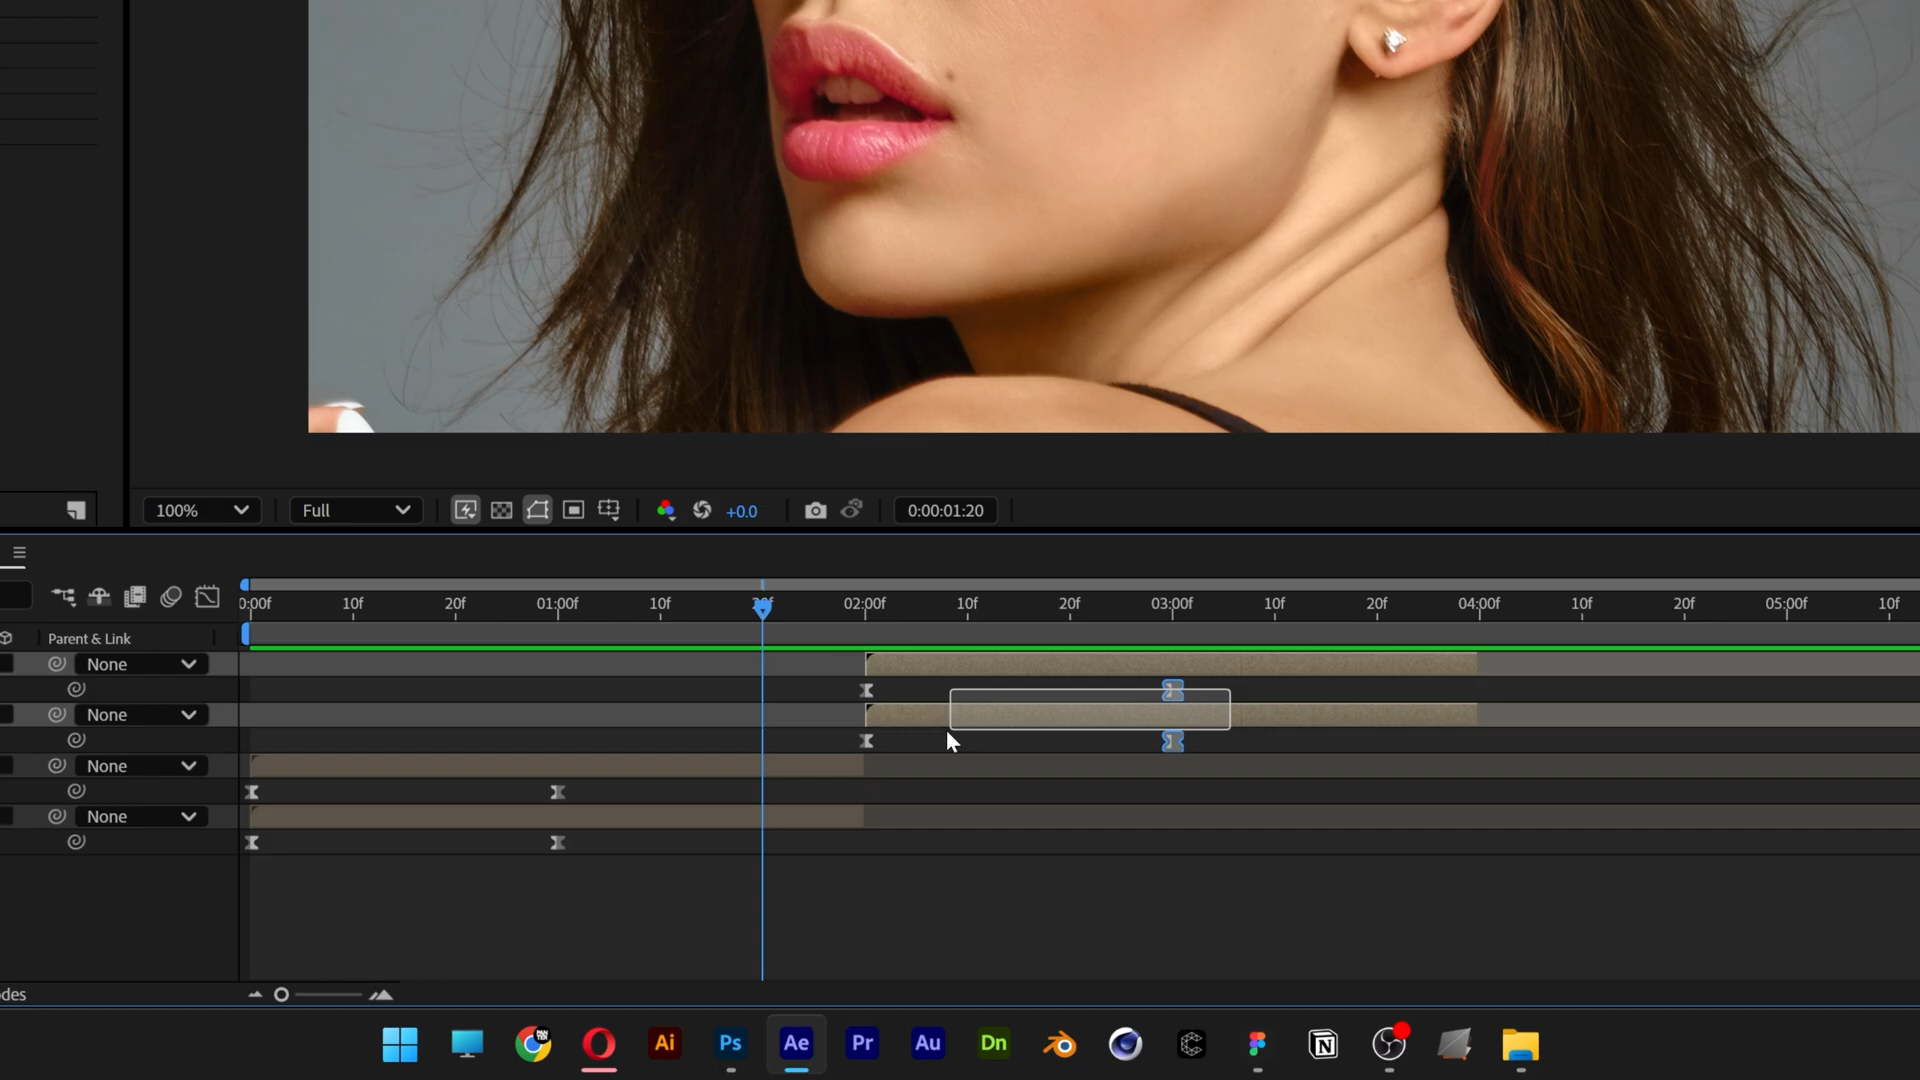 100%
Full
+0.0
0:00:01:20
0:00f 10f 20f 01:00f 10f 02:00f 10f 20f 03:00f 10f 20f 04:00f 10f 20f 05:00f 10f
Parent & Link
None
None
None
None
odes
Ai Ps Ae Pr Au Dn